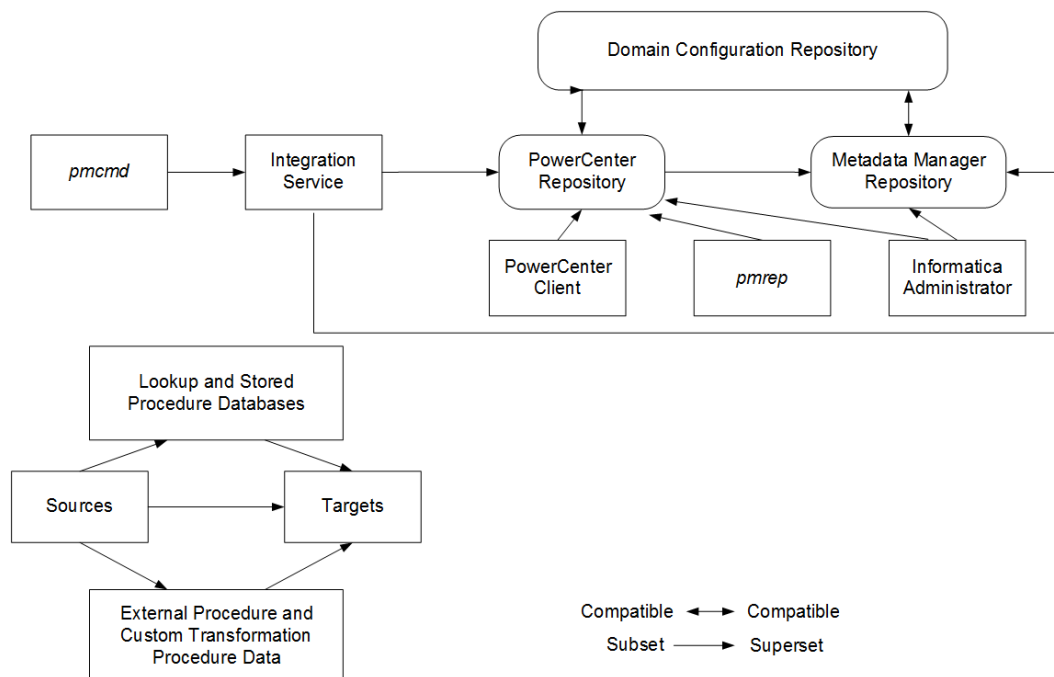 Domain Configuration Repository
pmcmd
Integration
Service
PowerCenter
Repository
Metadada Manager
Repository
PowerCenter
Client
pmrep
Informatica
Administrator
Lookup and Stored
Procedure Databases
Sources
Targets
External Procedure and
Custom Transformation
Procedure Data
Compatible Compatible
Subset Superset